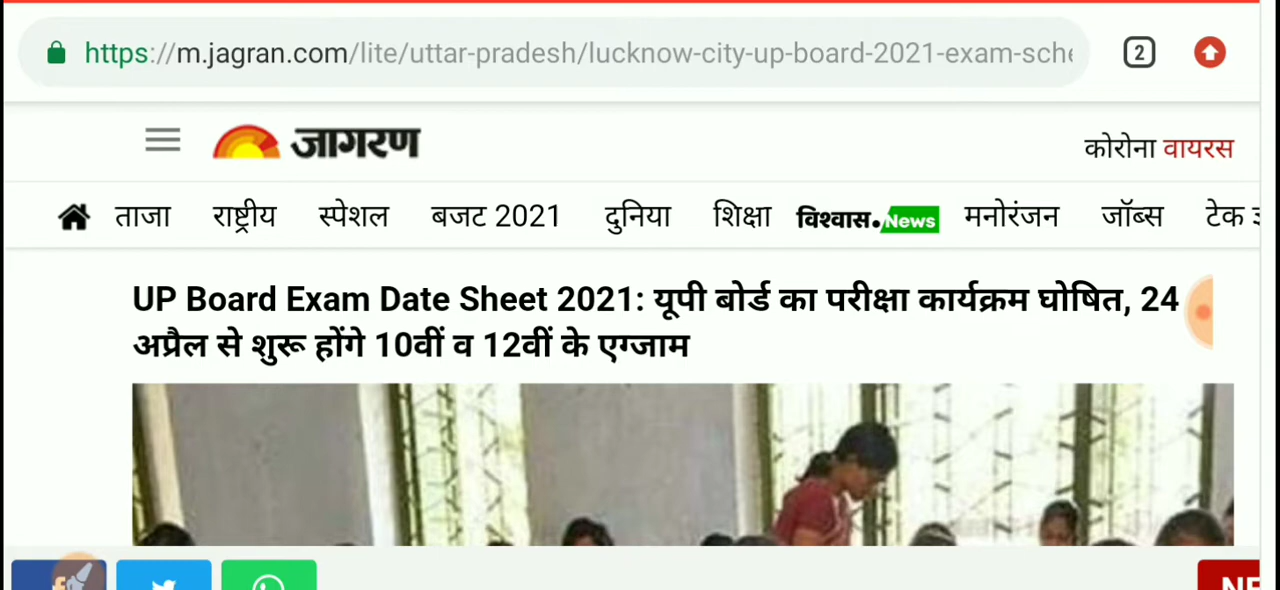 https://m.jagran.com/lite/uttar-pradesh/lucknow-city-up-board-2021-exam-sche
2
जागरण
कोरोना वायरस
ताजा राष्ट्रीय स्पेशल बजट 2021 दुनिया शिक्षा विश्वास.News मनोरंजन जॉब्स टेक
UP Board Exam Date Sheet 2021: यूपी बोर्ड का परीक्षा कार्यक्रम घोषित, 24
अप्रैल से शुरू होंगे 10वीं व 12वीं के एग्जाम